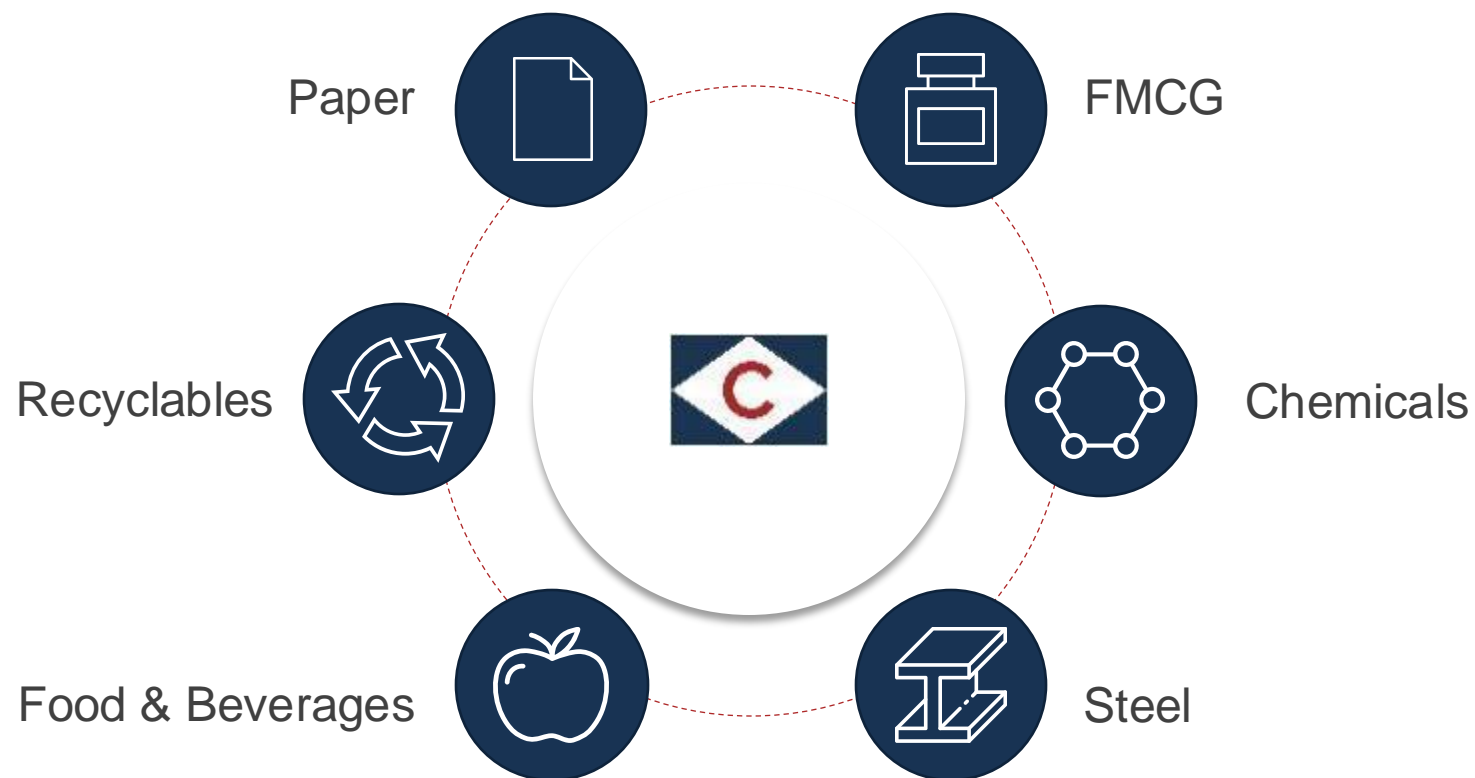 Paper
FMCG
Recyclables
C
Chemicals
Food & Beverages
Steel